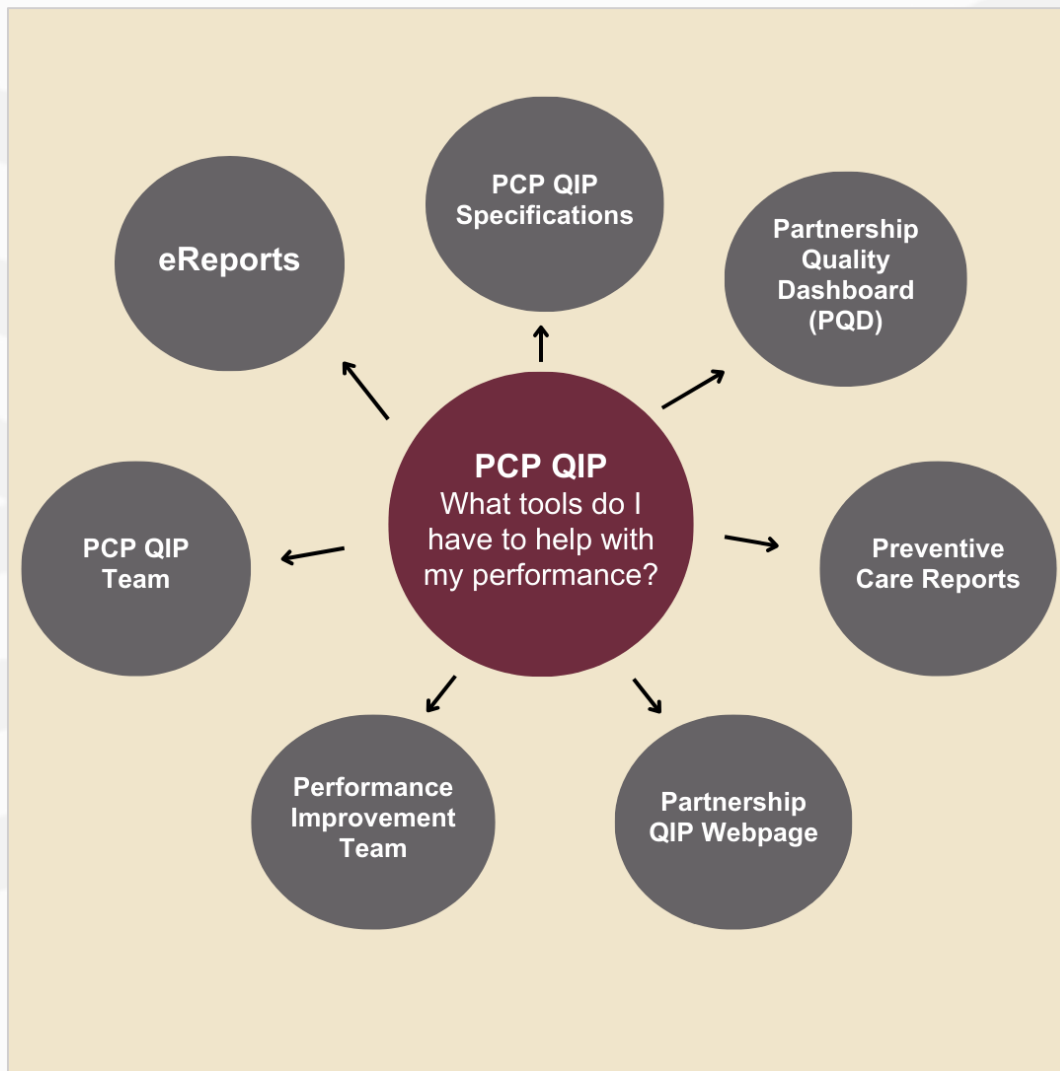 PCP QIP
Specifications
eReports
Partnership
Quality
Dashboard
(PQD)
PCP QIP
What tools do I
have to help with
my performance?
PCP QIP
Team
Preventive
Care Reports
Performance
Improvement
Team
Partnership
QIP Webpage